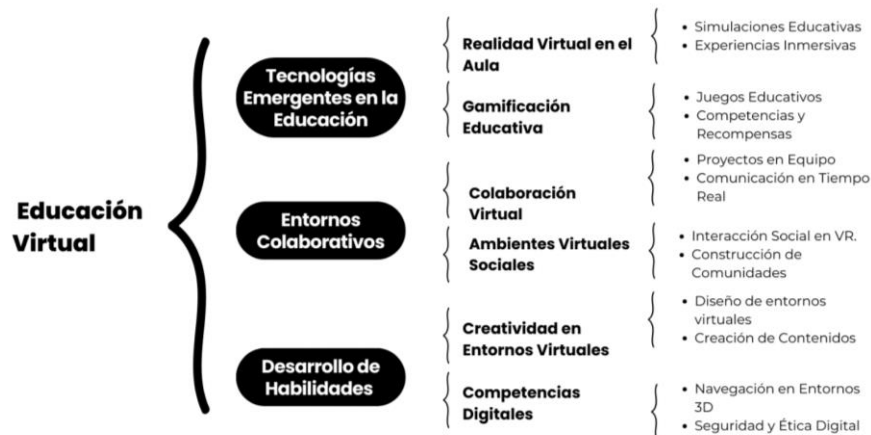 Educación
Virtual
Tecnologías
Emergentes en la
Educación
Realidad Virtual en el
Aula
• Simulaciones Educativas
• Experiencias Inmersivas
Gamificación
Educativa
• Juegos Educativos
• Competencias y
Recompensas
Entornos
Colaborativos
Colaboración
Virtual
• Proyectos en Equipo
• Comunicación en Tiempo
Real
Ambientes Virtuales
Sociales
• Interacción Social en VR.
• Construcción de
Comunidades
Desarrollo de
Habilidades
Creatividad en
Entornos Virtuales
• Diseño de entornos
virtuales
• Creación de Contenidos
Competencias
Digitales
• Navegación en Entornos
3D
• Seguridad y Ética Digital